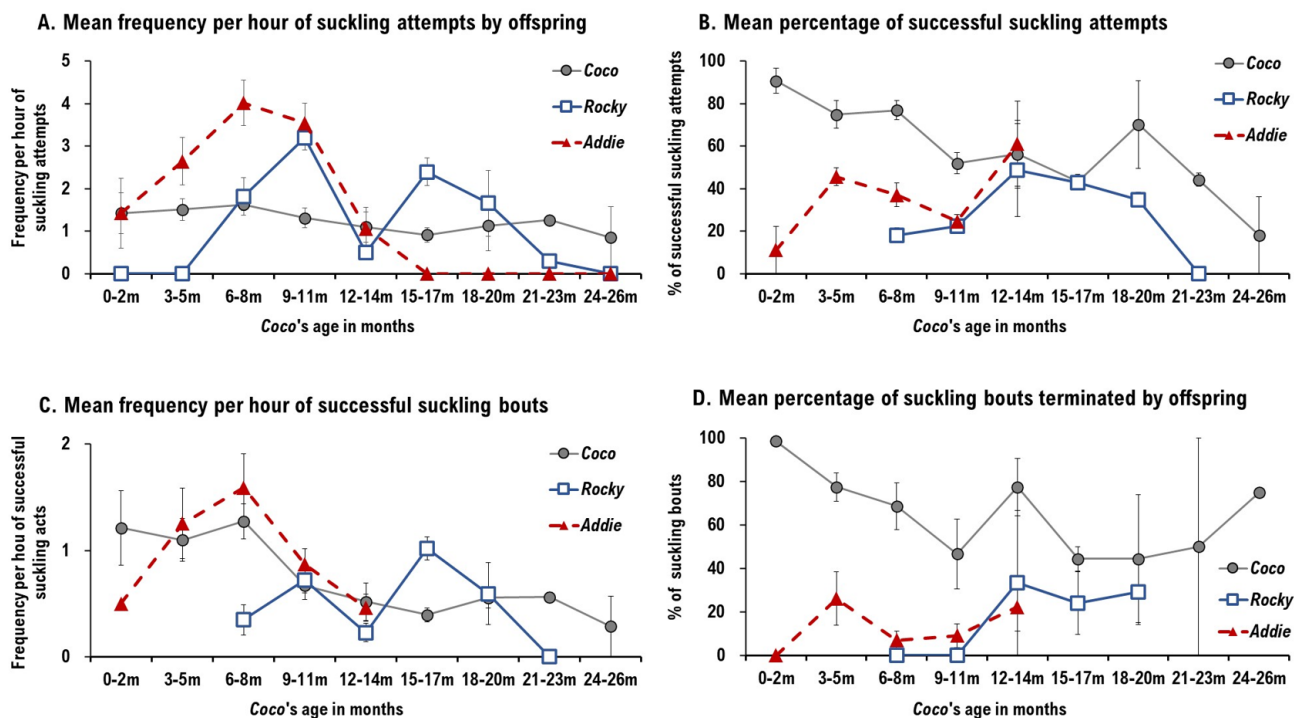 A. Mean frequency per hour of suckling attempts by offspring
Frequency per hour of
suckling attempts
5
4
3
2
1
0
Coco
Rocky
Addie
0-2m 3-5m 6-8m 9-11m 12-14m 15-17m 18-20m 21-23m 24-26m
Coco's age in months
B. Mean percentage of successful suckling attempts
% of successful suckling attempts
100
80
60
40
20
0
Coco
Rocky
Addie
0-2m 3-5m 6-8m 9-11m 12-14m 15-17m 18-20m 21-23m 24-26m
Coco's age in months
C. Mean frequency per hour of successful suckling bouts
Frequency per hou of successful
suckling acts
2
1
0
Coco
Rocky
Addie
0-2m 3-5m 6-8m 9-11m 12-14m 15-17m 18-20m 21-23m 24-26m
Coco's age in months
D. Mean percentage of suckling bouts terminated by offspring
% of suckling bouts
100
80
60
40
20
0
Coco
Rocky
Addie
0-2m 3-5m 6-8m 9-11m 12-14m 15-17m 18-20m 21-23m 24-26m
Coco's age in months